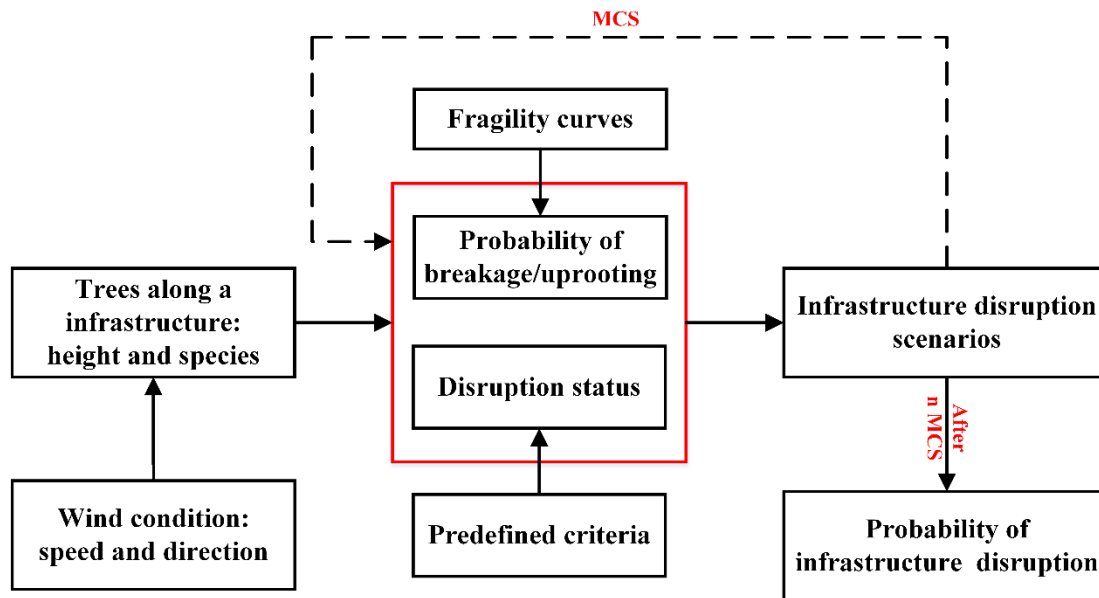 MCS
Fragility curves
Probability of
breakage/uprooting
Trees along a
infrastructure:
height and species
Infrastructure disruption
scenarios
Disruption status
After
n MCS
Wind condition:
speed and direction
Predefined criteria
Probability of
infrastructure disruption